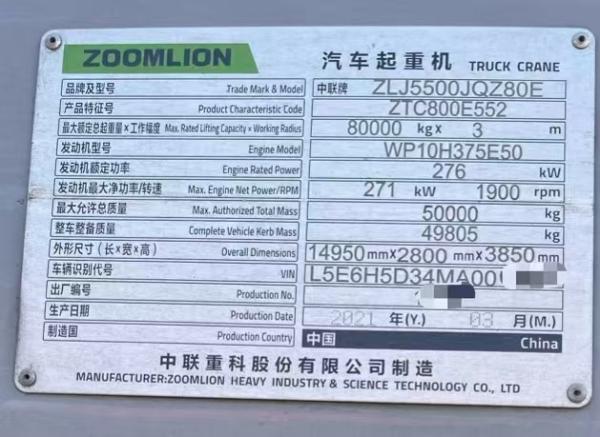 ZOOMLION 汽车起重机 TRUCK CRANE
品牌及型号 Trade Mark & Model 中联牌 ZLJ5500JQZ80E
产品特征号 Product Characteristic Code ZTC800E552
最大额定总起重量×工作幅度 Max. Rated Lifting Capacity × Working Radius 80000 kg x 3 m
发动机型号 Engine Model WP10H375E50
发动机额定功率 Engine Rated Power 276 kW
发动机最大净功率/转速 Max. Engine Net Power/RPM 271 kW 1900 rpm
最大允许总质量 Max. Authorized Total Mass 50000 kg
整车整备质量 Complete Vehicle Kerb Mass 49805 kg
外形尺寸(长×宽×高) Overall Dimensions 14950 mm x 2800 mm x 3850 mm
车辆识别代号 VIN L5E6H5D34MA00
出厂编号 Production No.
生产日期 Production Date 2021 年(Y.) 03 月(M.)
制造国 Production Country 中国 China
中联重科股份有限公司制造
MANUFACTURER:ZOOMLION HEAVY INDUSTRY & SCIENCE TECHNOLOGY CO., LTD